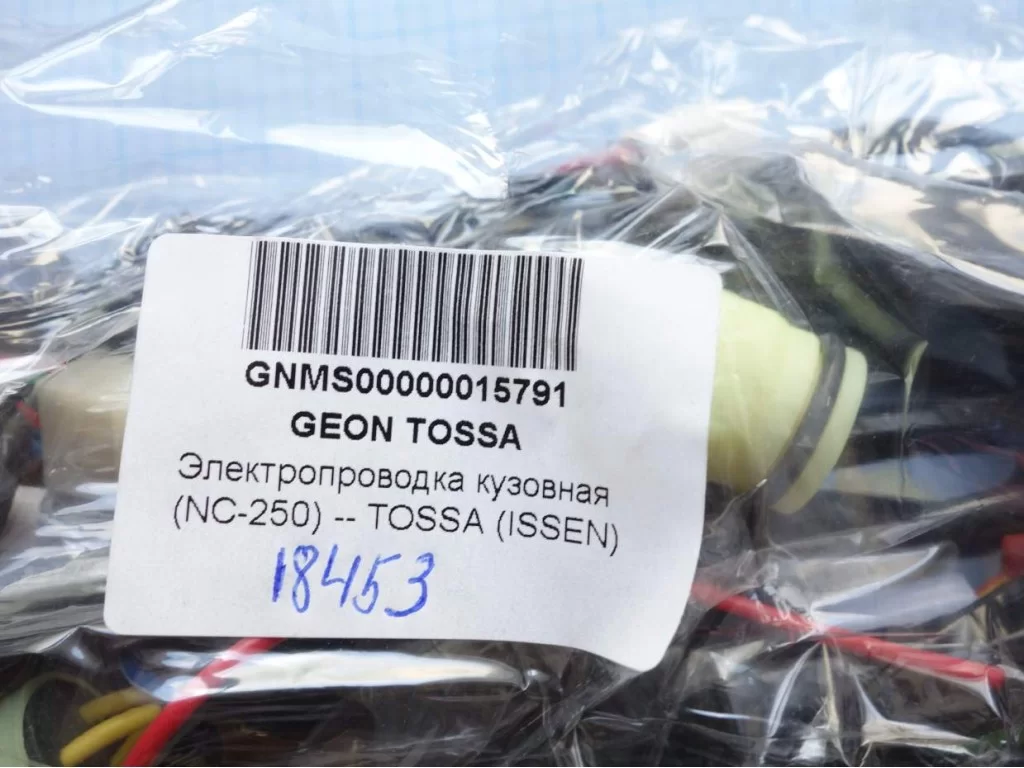 GNMS00000015791
GEON TOSSA
Электропроводка кузовная
(NC-250) -- TOSSA (ISSEN)
18453